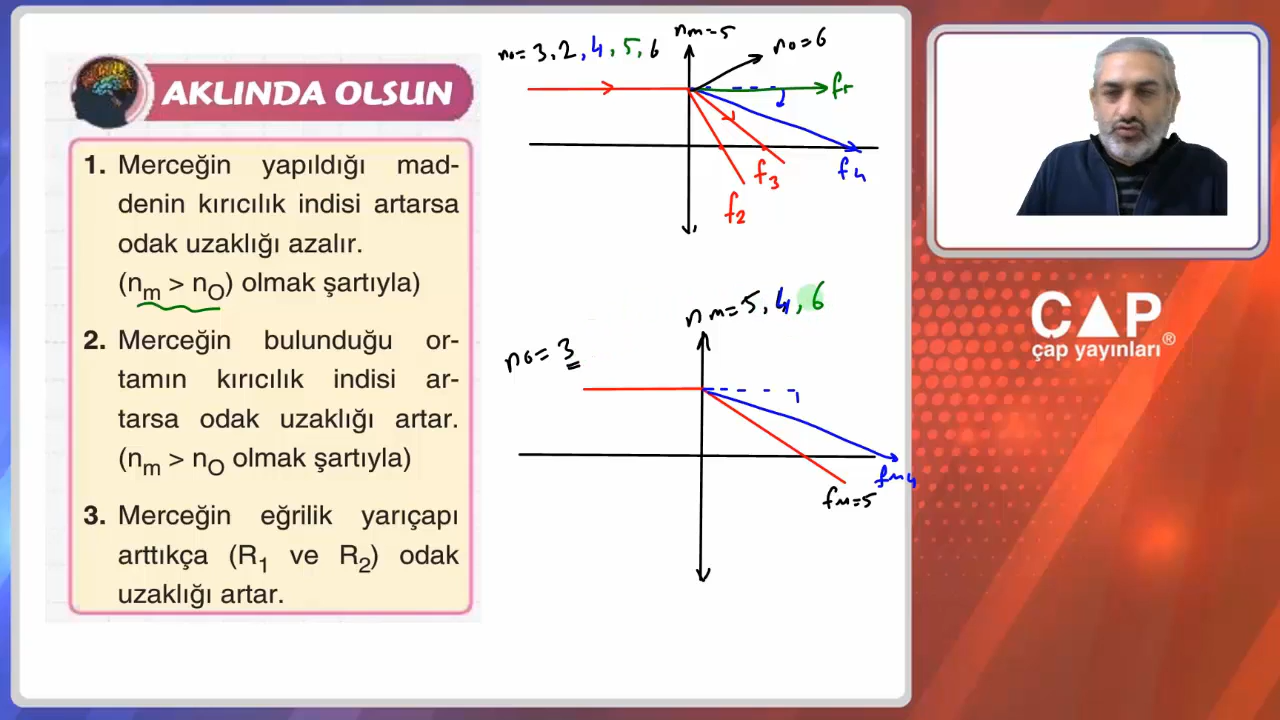 AKLINDA OLSUN
1. Merceğin yapıldığı mad-
denin kırıcılık indisi artarsa
odak uzaklığı azalır.
(nm > nO) olmak şartıyla)
2. Merceğin bulunduğu or-
tamın kırıcılık indisi ar-
tarsa odak uzaklığı artar.
(nm > nO olmak şartıyla)
3. Merceğin eğrilik yarıçapı
arttıkça (R1 ve R2) odak
uzaklığı artar.
no = 3, 2, 4, 5, 6
nm = 5
no = 6
f3
f2
f4
nm = 5, 4, 6
no = 3
fm=5
CAP
çap yayınları®